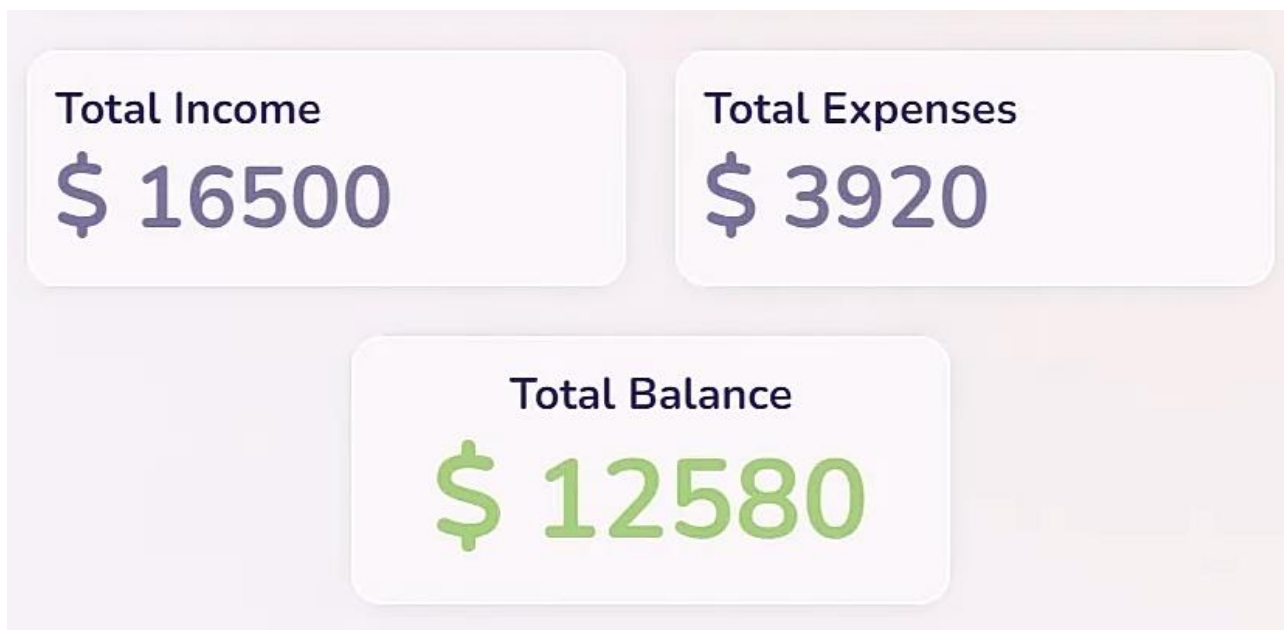 Total Income
$ 16500
Total Expenses
$ 3920
Total Balance
$ 12580